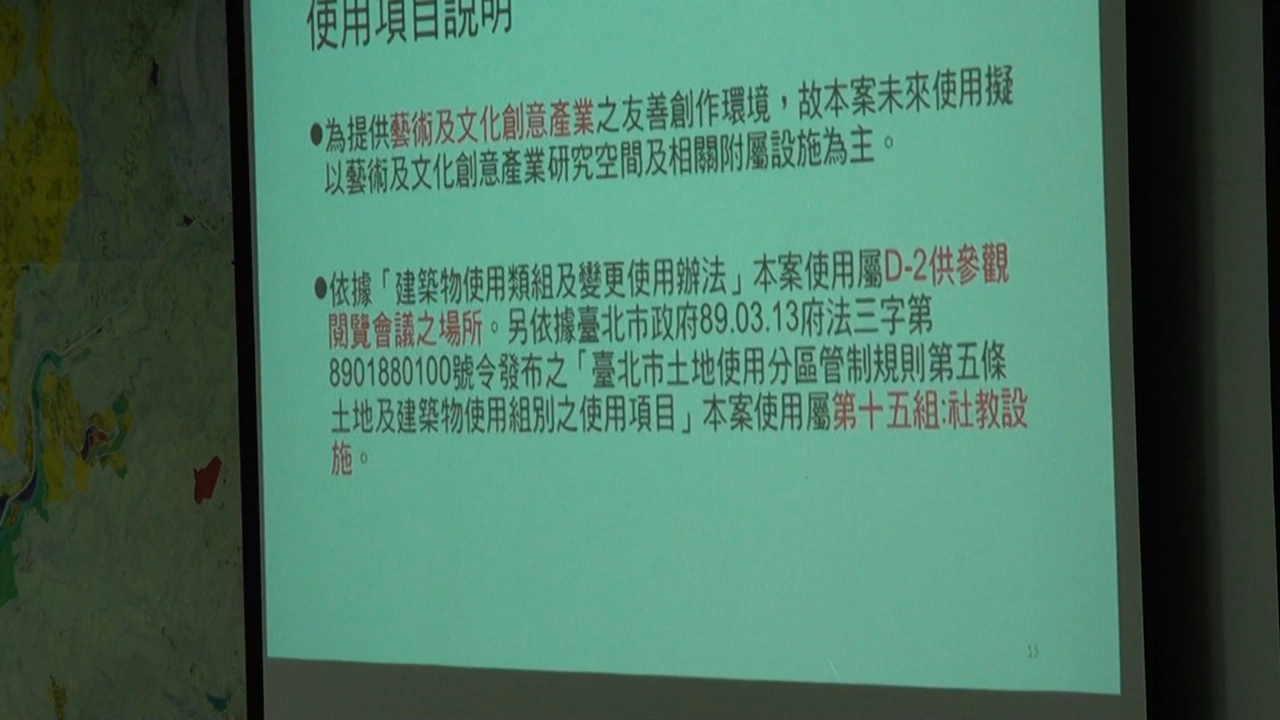 使用項目説明
●為提供藝術及文化創意產業之友善創作環境，故本案未來使用擬
以藝術及文化創意產業研究空間及相關附屬設施為主。
●依據「建築物使用類組及變更使用辦法」本案使用屬D-2供參觀
閱覽會議之場所。另依據臺北市政府89.03.13府法三字第
8901880100號令發布之「臺北市土地使用分區管制規則第五條
土地及建築物使用組別之使用項目」本案使用屬第十五組:社教設
施。
13